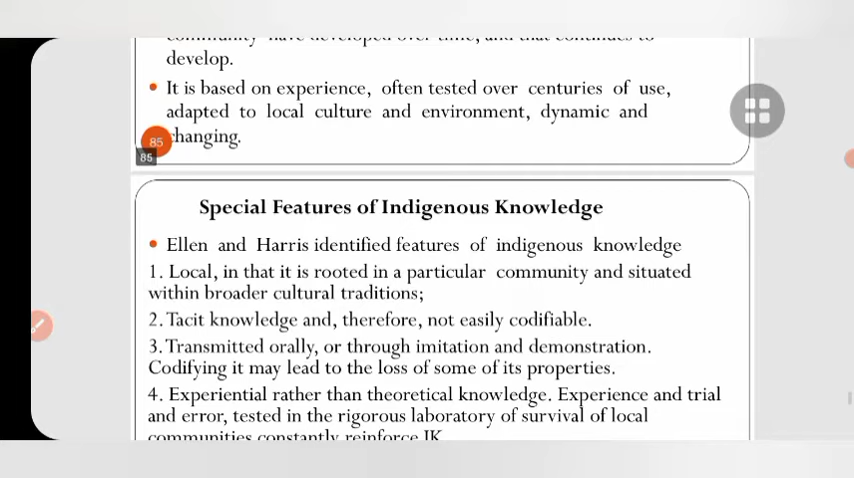 develop.
• It is based on experience, often tested over centuries of use,
adapted to local culture and environment, dynamic and
changing.
85
85
Special Features of Indigenous Knowledge
• Ellen and Harris identified features of indigenous knowledge
1. Local, in that it is rooted in a particular community and situated
within broader cultural traditions;
2. Tacit knowledge and, therefore, not easily codifiable.
3. Transmitted orally, or through imitation and demonstration.
Codifying it may lead to the loss of some of its properties.
4. Experiential rather than theoretical knowledge. Experience and trial
and error, tested in the rigorous laboratory of survival of local
communities constantly reinforce IK